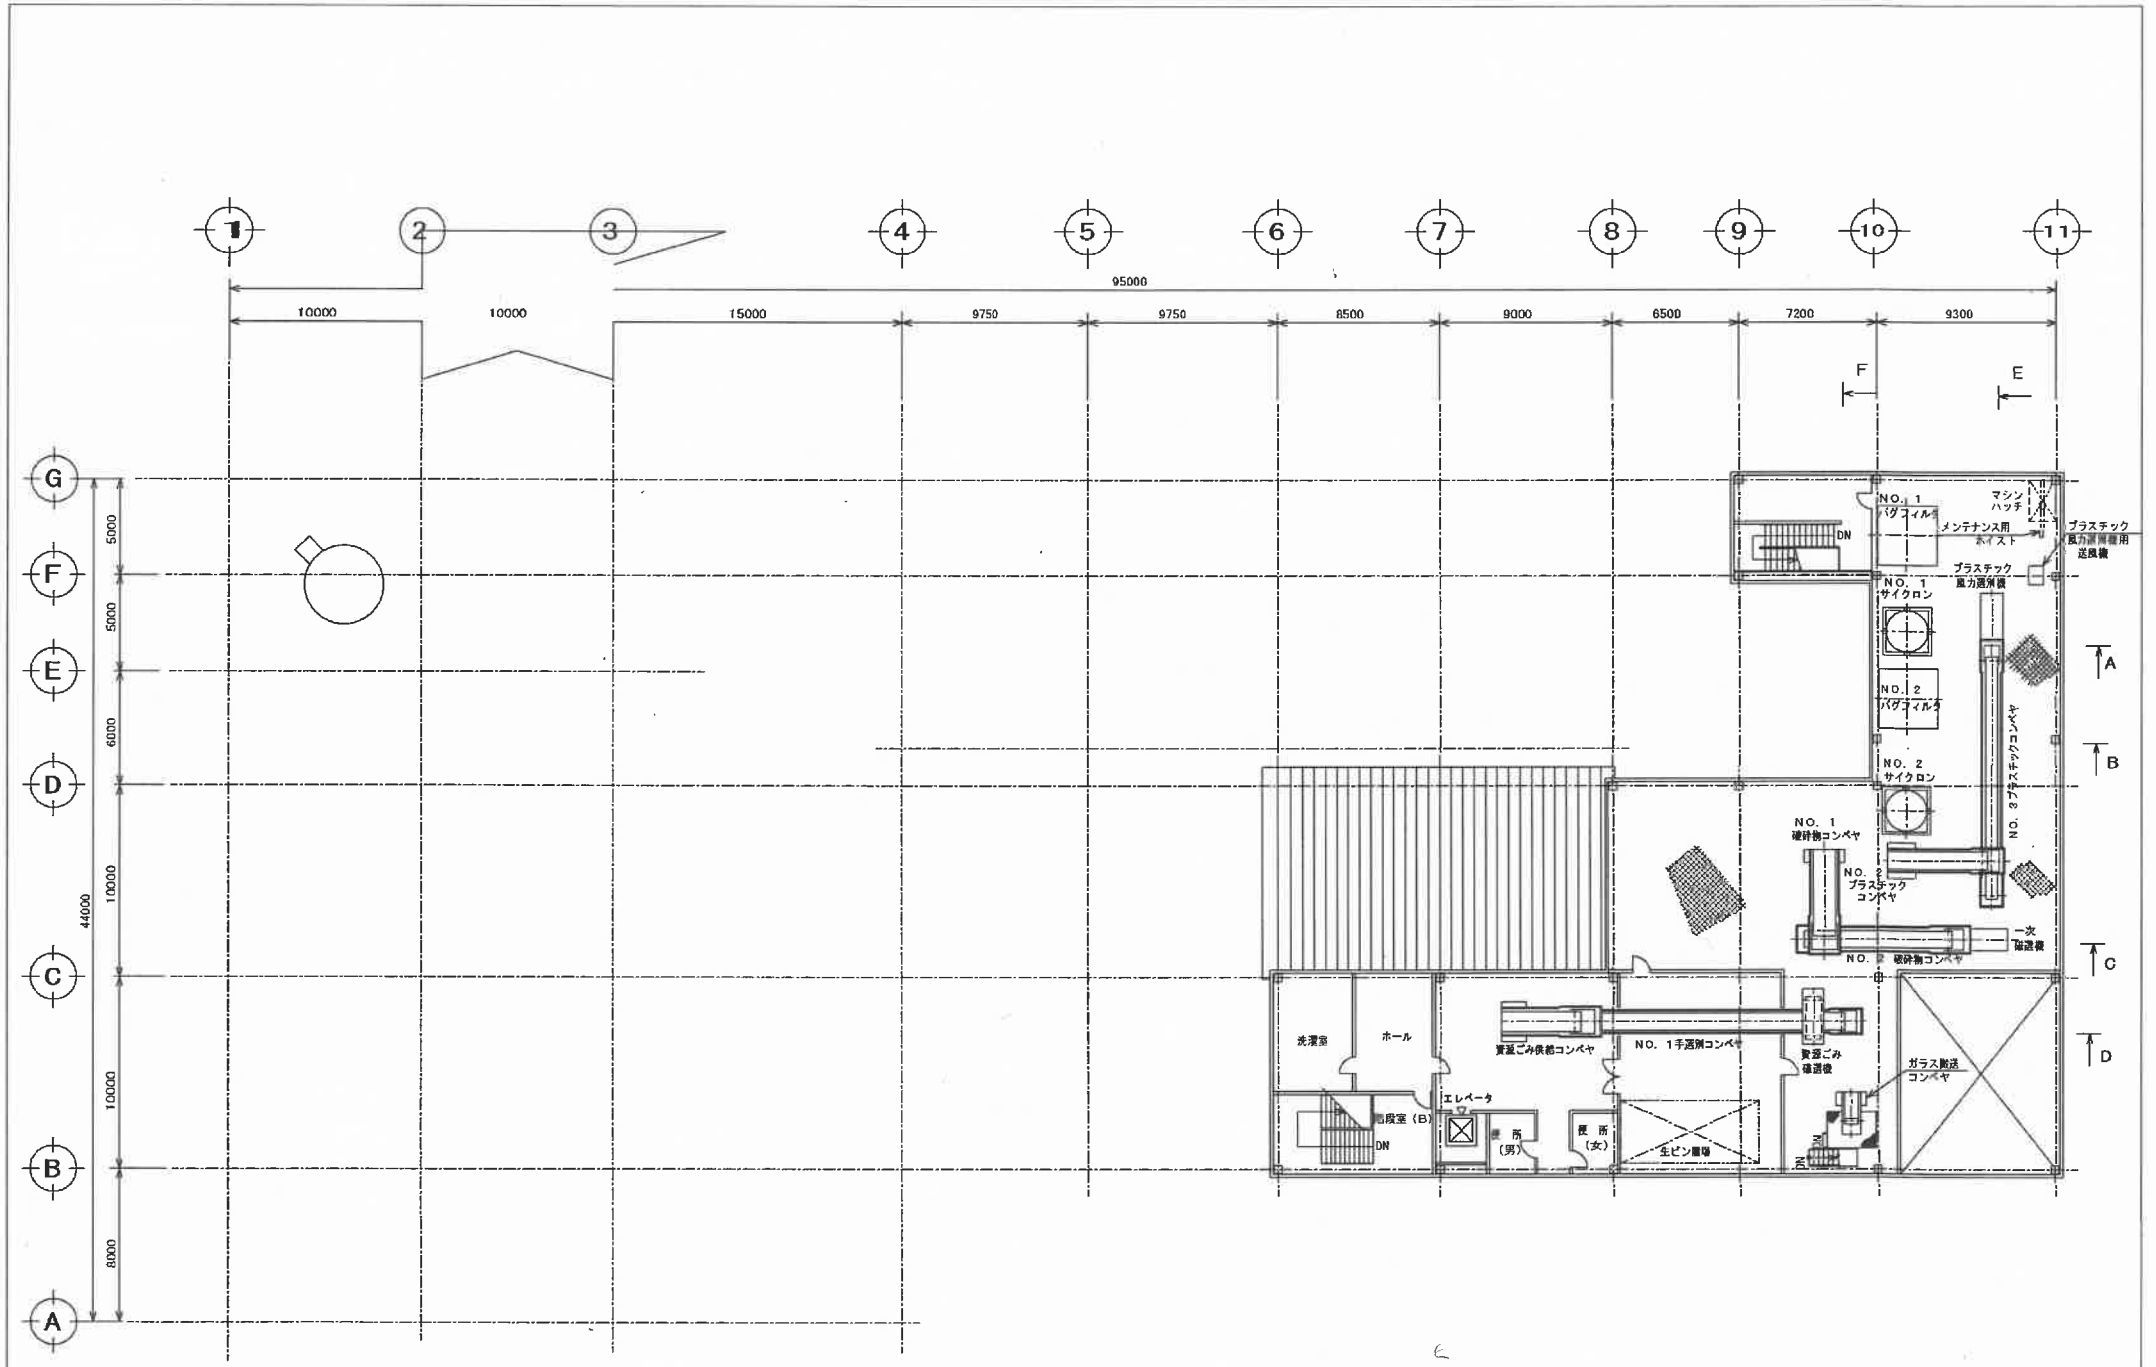 1
2
3
4
5
6
7
8
9
10
11
95000
10000
10000
15000
9750
9750
8500
9000
6500
7200
9300
F
E
G
F
E
D
C
B
A
44000
5000
5000
6000
10000
10000
8000
NO. 1
バグフィルタ
マシン
ハッチ
メンテナンス用
ホイスト
プラスチック
風力選別機用
送風機
DN
プラスチック
風力選別機
NO. 1
サイクロン
NO. 2
バグフィルタ
NO. 3 プラスチックコンベヤ
NO. 2
サイクロン
NO. 1
破砕物コンベヤ
NO. 2
プラスチック
コンベヤ
一次
磁選機
NO. 2 破砕物コンベヤ
A
B
C
D
洗濯室
ホール
資源ごみ供給コンベヤ
NO. 1手選別コンベヤ
資源ごみ
磁選機
ガラス搬送
コンベヤ
エレベータ
階段室 (B)
DN
便 所
(男)
便 所
(女)
生ビン置場